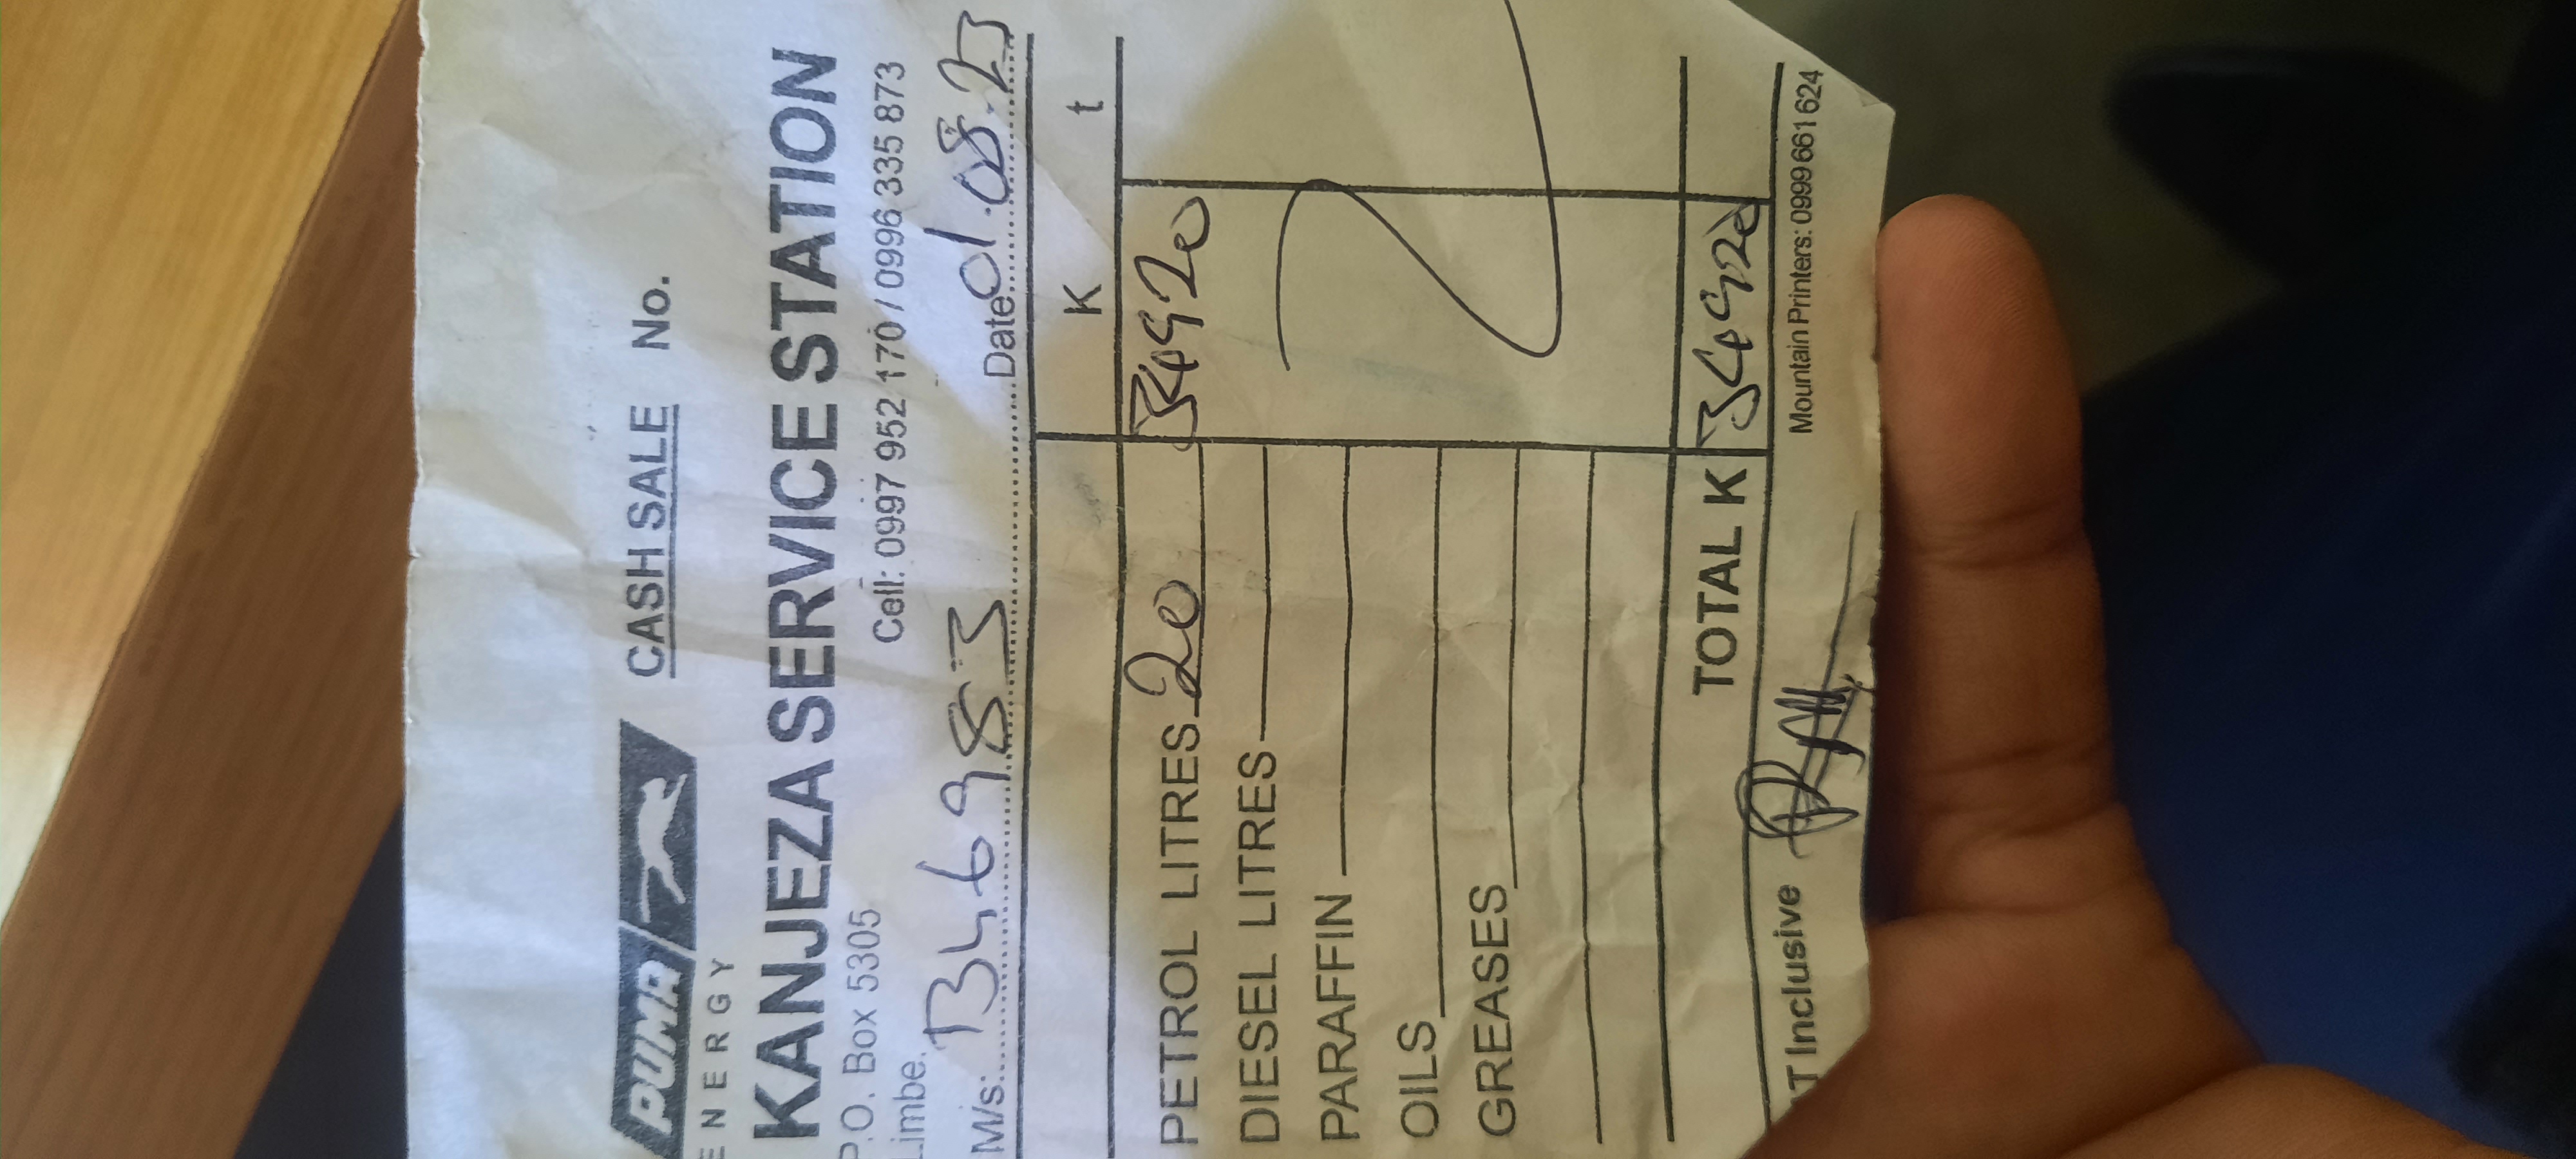 PUMA CASH SALE No.
ENERGY
KANJEZA SERVICE STATION
P.O. Box 5305
Limbe. Cell: 0997 952 170 / 0996 335 873
M/s: BL6983 Date 01.08.23
K t
PETROL LITRES 20 34920
DIESEL LITRES
PARAFFIN
OILS
GREASES
TOTAL K 34920
T Inclusive Mountain Printers: 0999 661 624